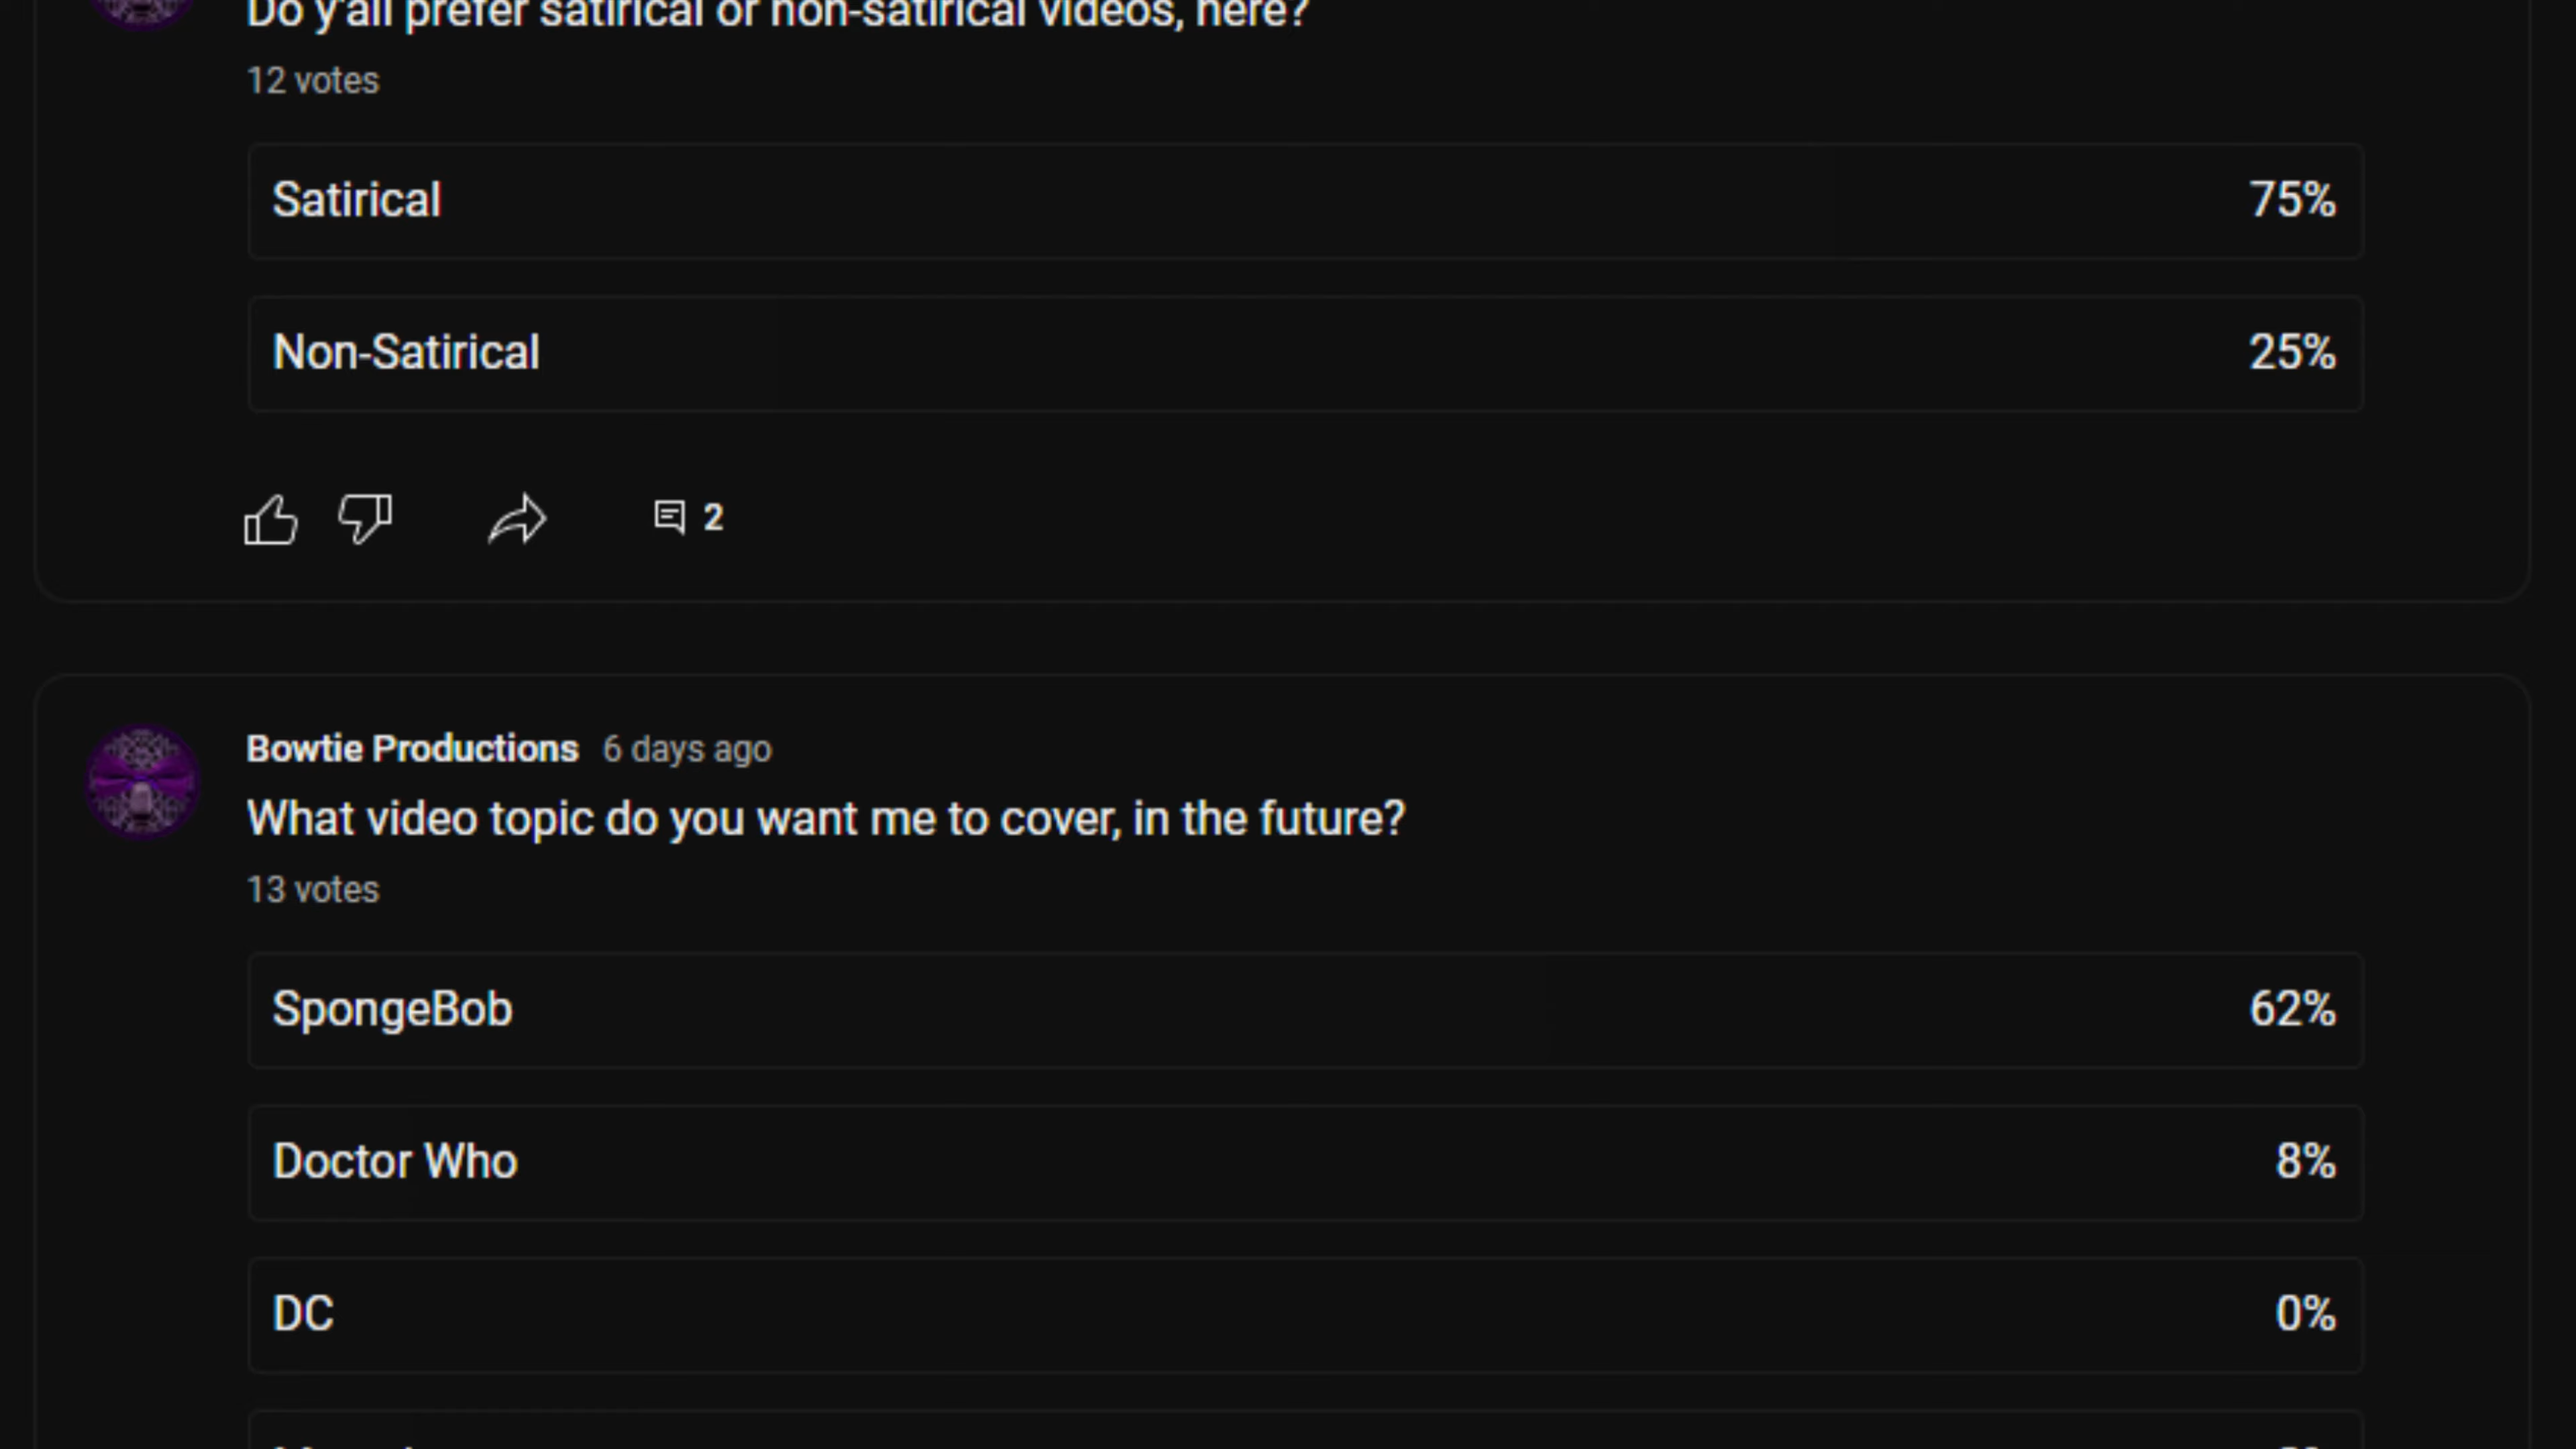 Do y'all prefer satirical or non-satirical videos, here?
12 votes
Satirical 75%
Non-Satirical 25%
2
Bowtie Productions 6 days ago
What video topic do you want me to cover, in the future?
13 votes
SpongeBob 62%
Doctor Who 8%
DC 0%